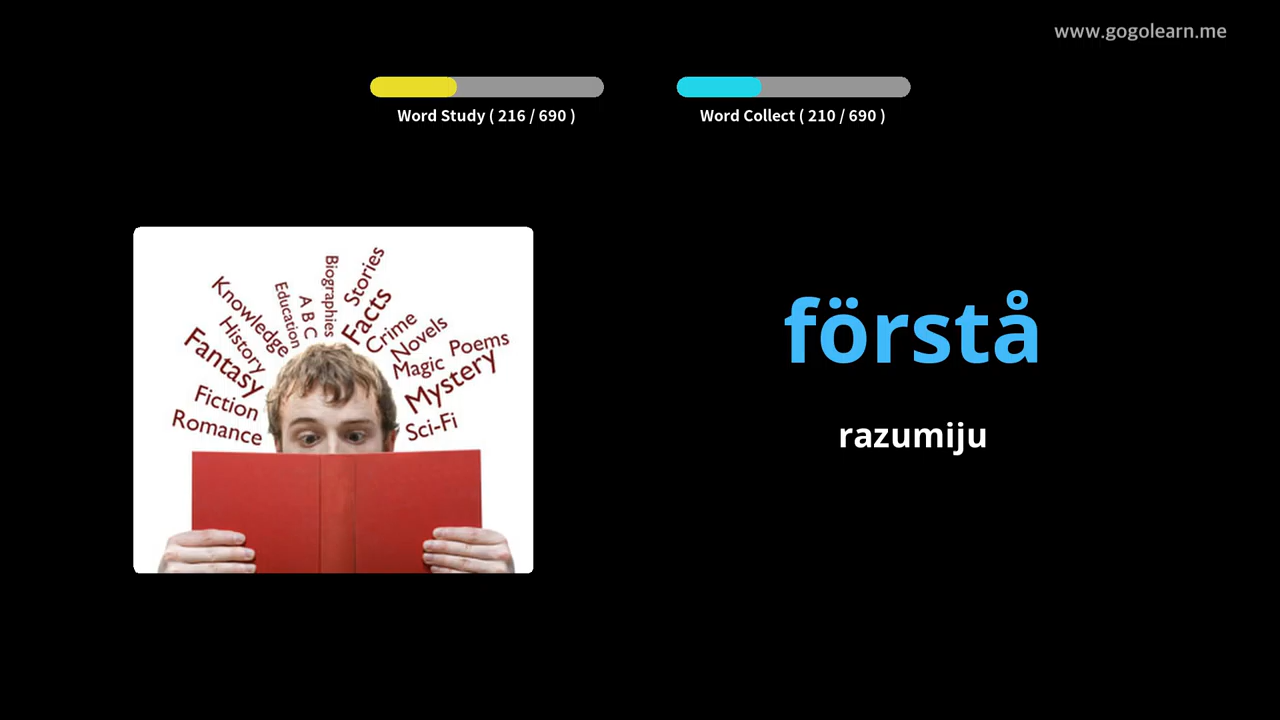 www.gogolearn.me
Word Study ( 216 / 690 )
Word Collect ( 210 / 690 )
Biographies
Stories
Education
A B C
Facts
Knowledge
Crime
History
Novels
Fantasy
Magic
Poems
Mystery
Fiction
Romance
Sci-Fi
förstå
razumiju